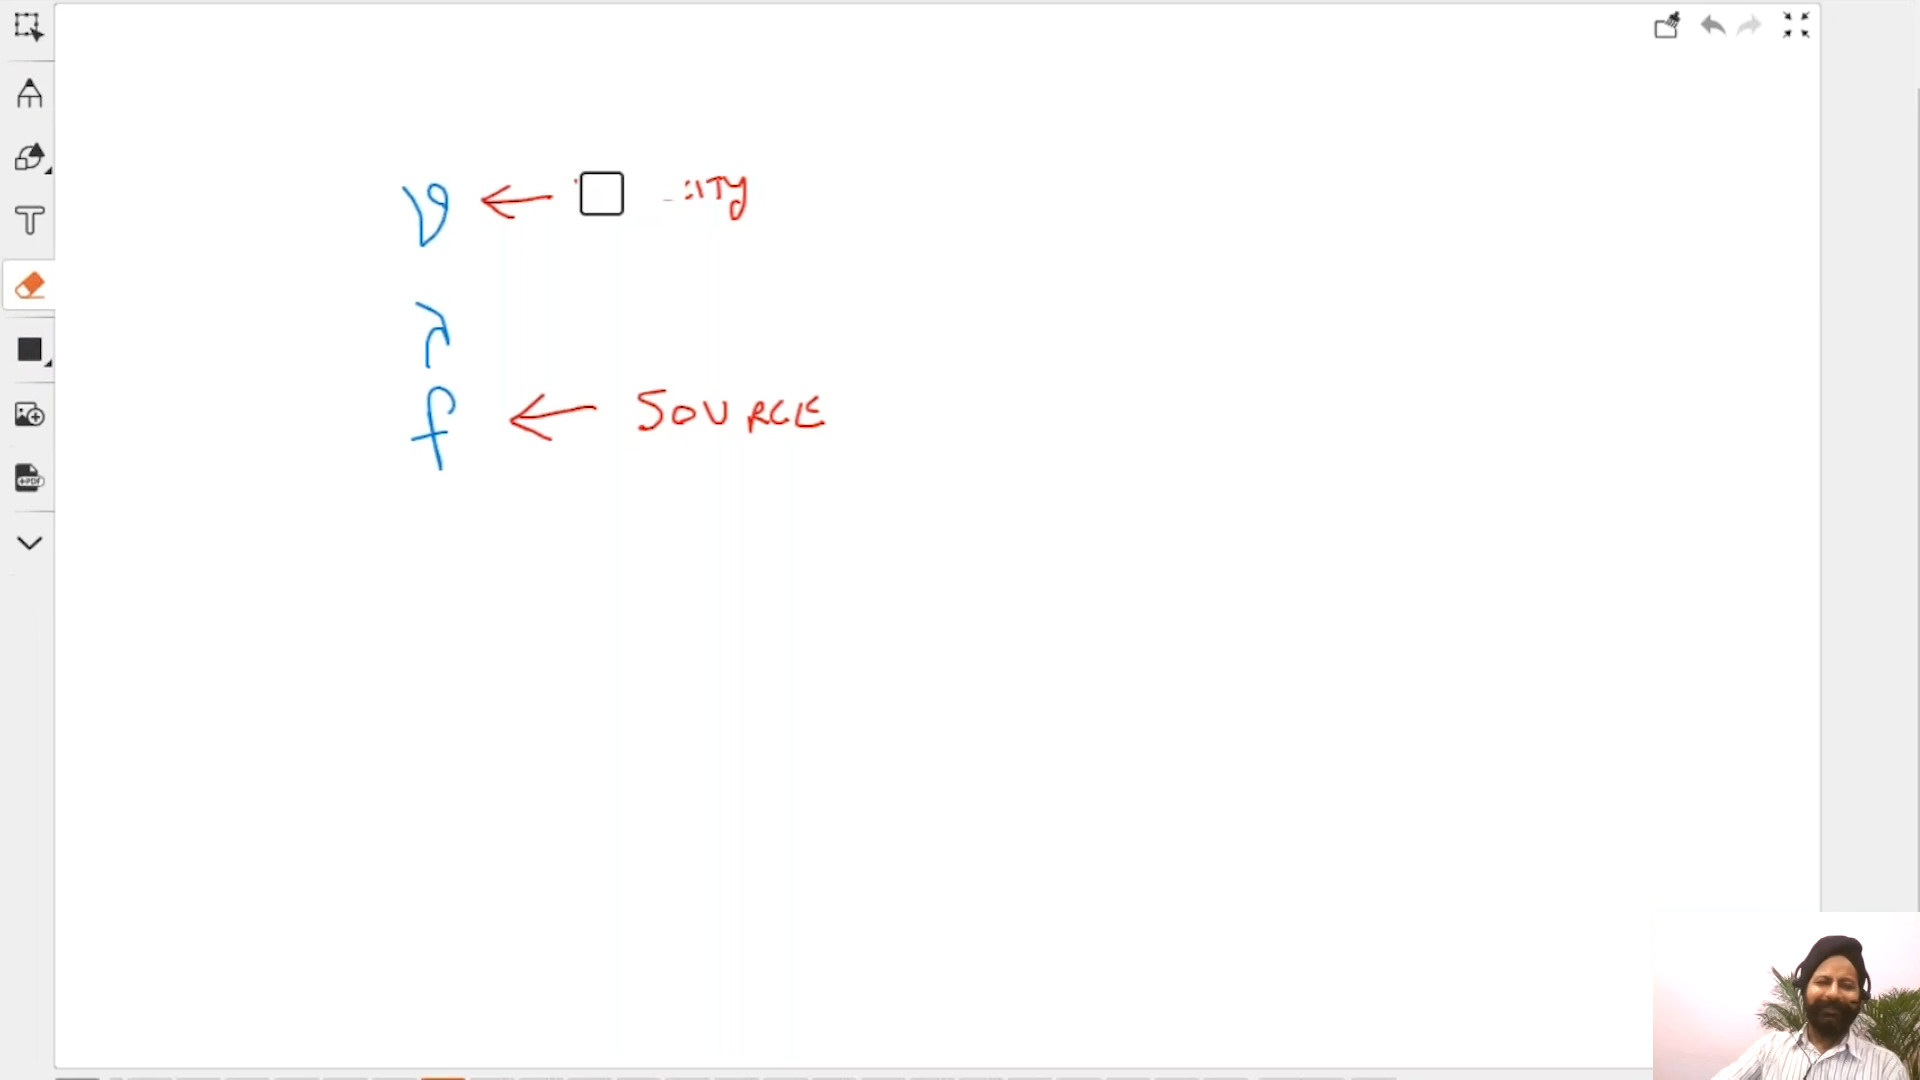 v ← ITY
λ
f ← SOURCE